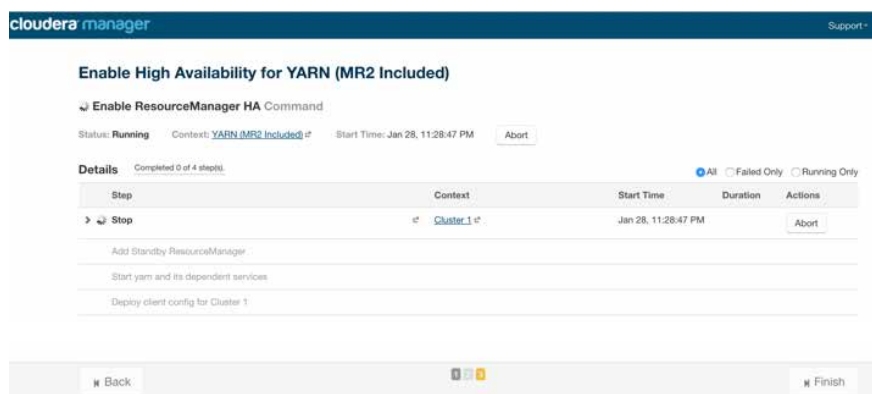 cloudera manager
Support
Enable High Availability for YARN (MR2 Included)
Enable ResourceManager HA Command
Status: Running Context: YARN (MR2 Included) Start Time: Jan 28, 11:28:47 PM Abort
Details Completed 0 of 4 step(s). All Failed Only Running Only
Step Context Start Time Duration Actions
Stop Cluster 1 Jan 28, 11:28:47 PM Abort
Add Standby ResourceManager
Start yarn and its dependent services
Deploy client config for Cluster 1
Back 1 2 3 Finish